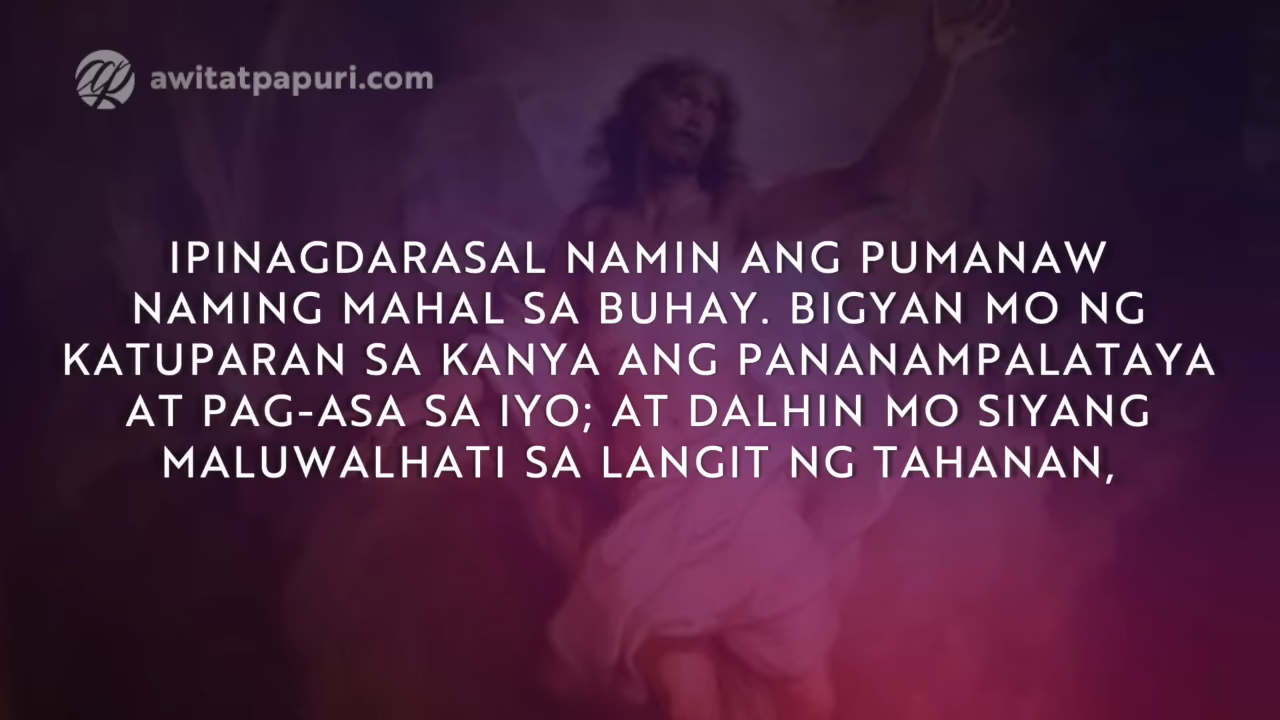 awitatpapuri.com
IPINAGDARASAL NAMIN ANG PUMANAW
NAMING MAHAL SA BUHAY. BIGYAN MO NG
KATUPARAN SA KANYA ANG PANANAMPALATAYA
AT PAG-ASA SA IYO; AT DALHIN MO SIYANG
MALUWALHATI SA LANGIT NG TAHANAN,